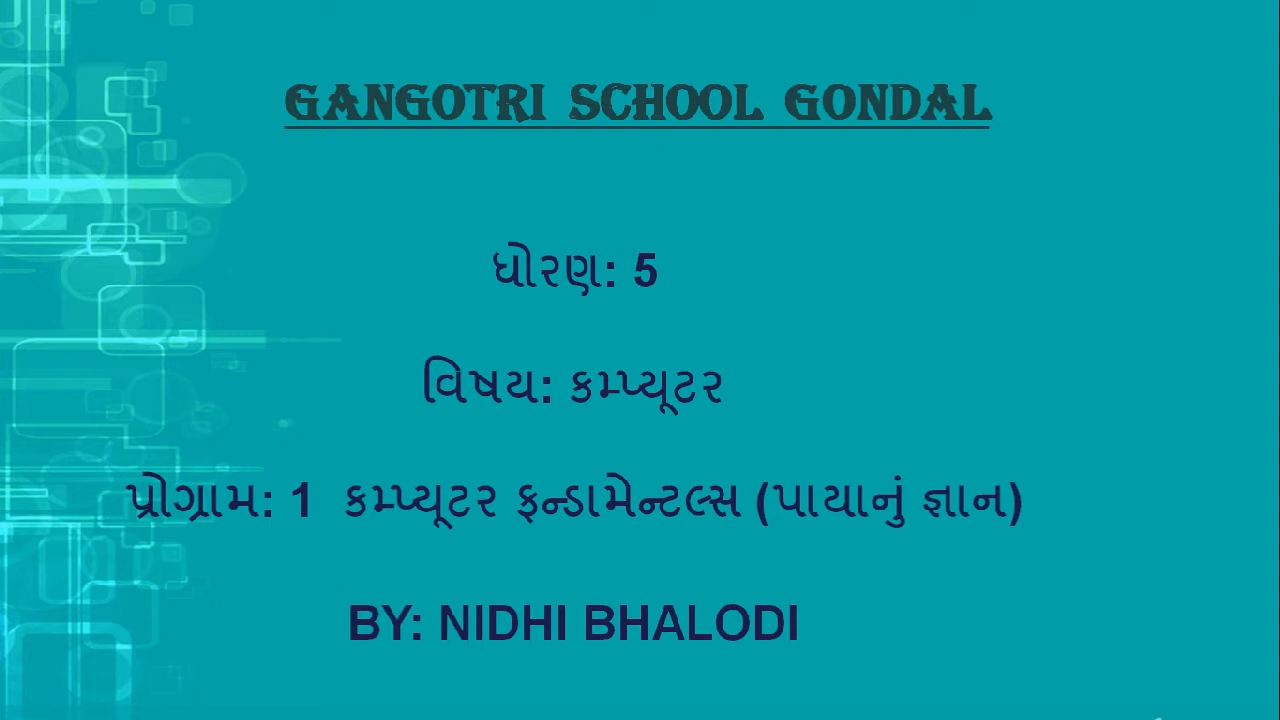 GANGOTRI SCHOOL GONDAL
ધોરણ: 5
વિષય: કમ્પ્યૂટર
પ્રોગ્રામ: 1 કમ્પ્યૂટર ફન્ડામેન્ટલ્સ (પાયાનું જ્ઞાન)
BY: NIDHI BHALODI